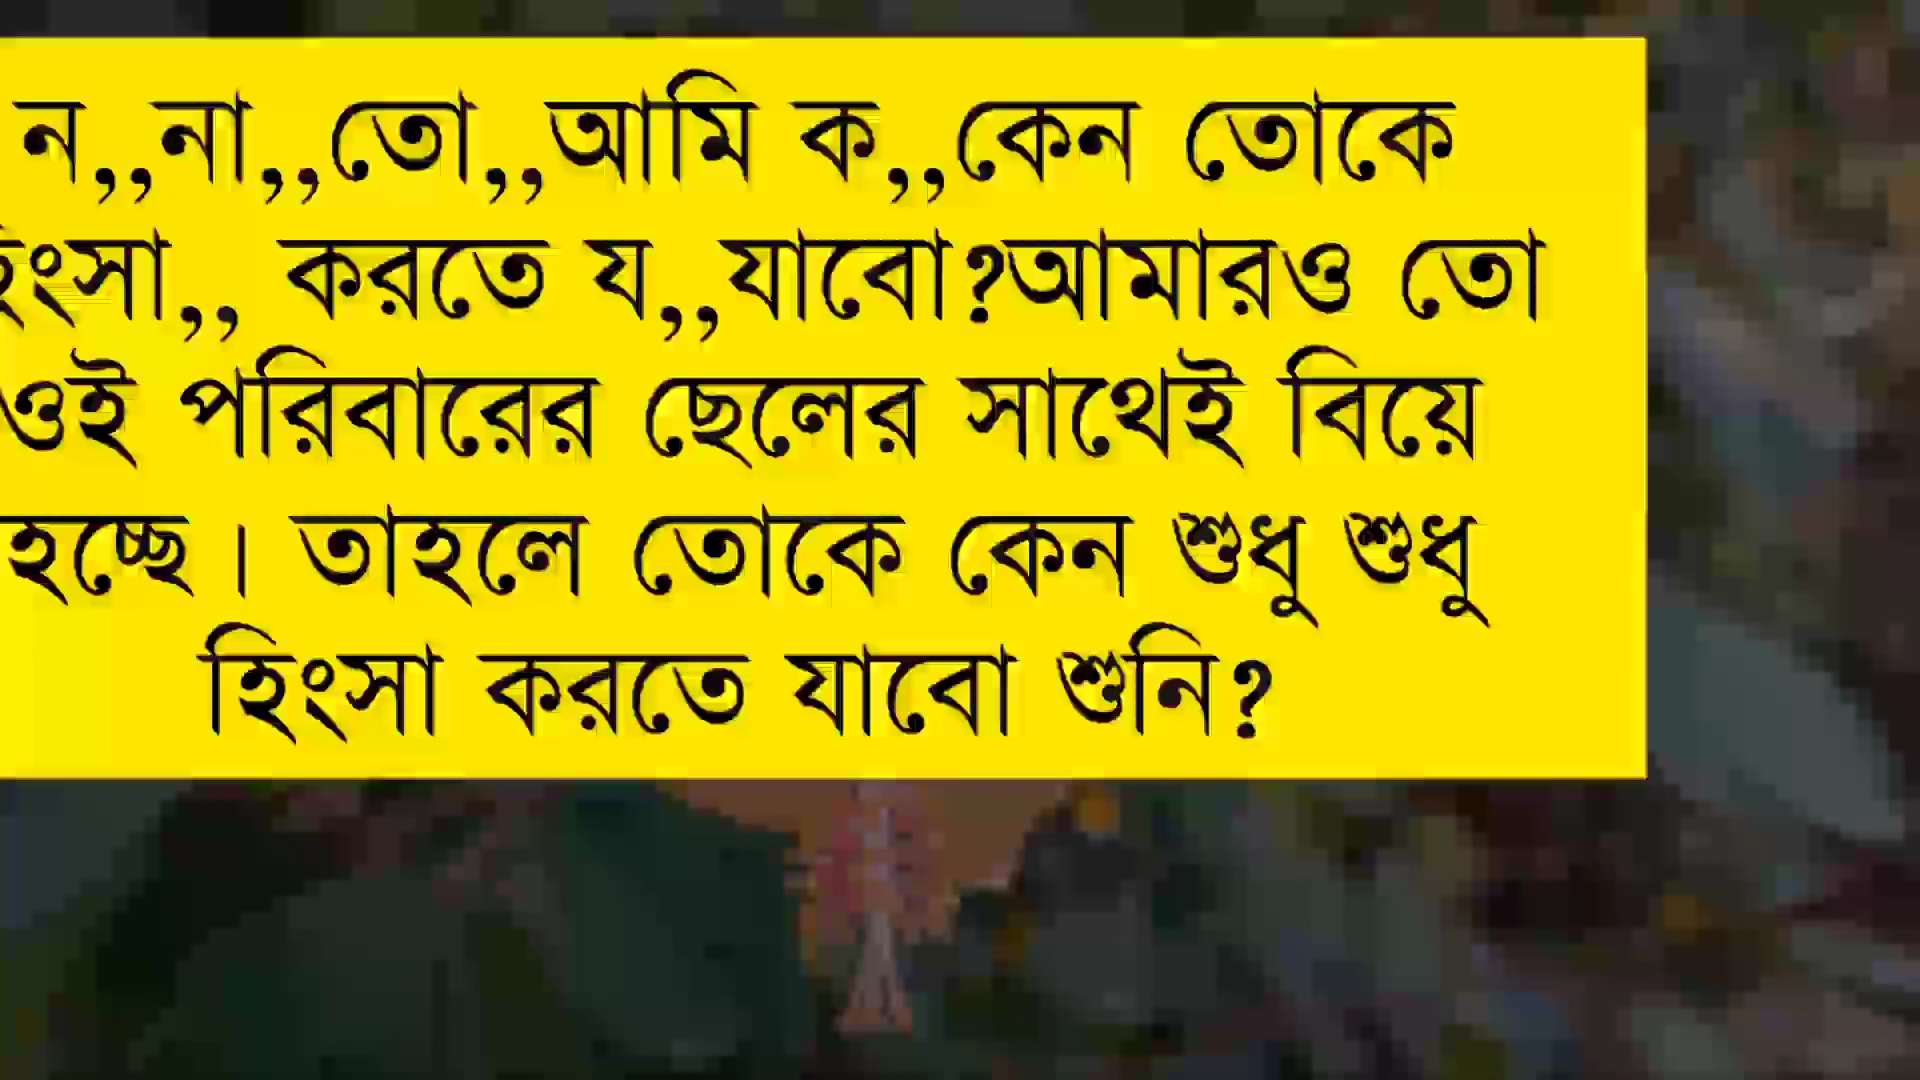 ন,,না,,তো,,আমি ক,,কেন তোকে
হিংসা,, করতে য,,যাবো?আমারও তো
ওই পরিবারের ছেলের সাথেই বিয়ে
হচ্ছে। তাহলে তোকে কেন শুধু শুধু
হিংসা করতে যাবো শুনি?